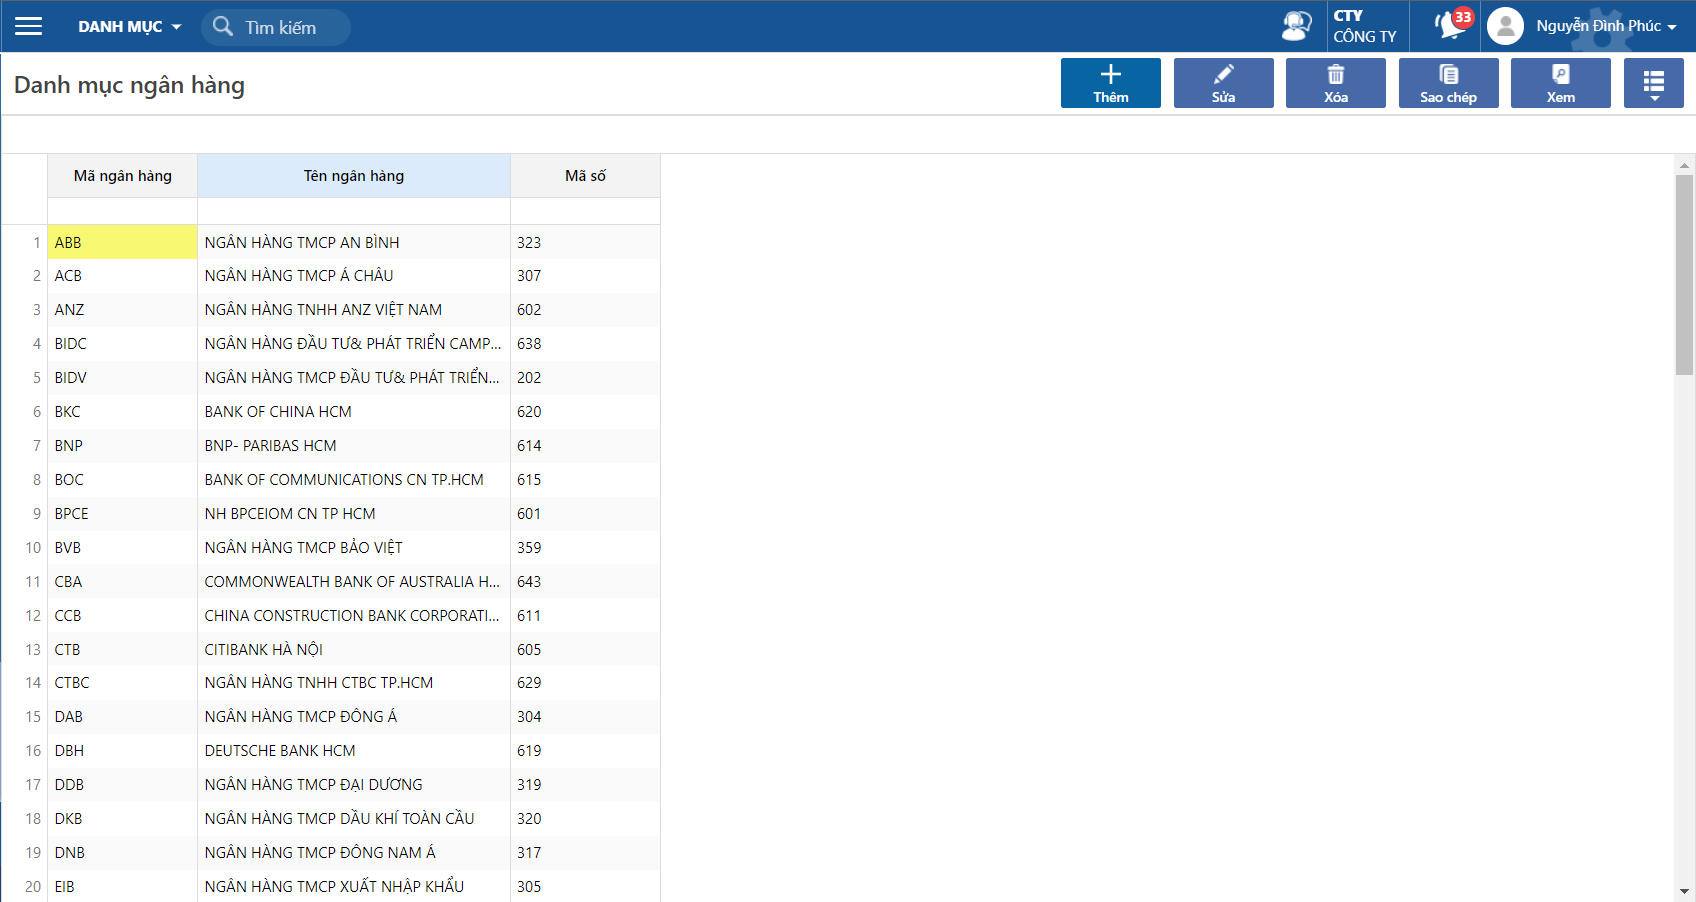 DANH MỤC
Tìm kiếm
CTY
CÔNG TY
33
Nguyễn Đình Phúc
Danh mục ngân hàng
Thêm
Sửa
Xóa
Sao chép
Xem
Mã ngân hàng Tên ngân hàng Mã số
1 ABB NGÂN HÀNG TMCP AN BÌNH 323
2 ACB NGÂN HÀNG TMCP Á CHÂU 307
3 ANZ NGÂN HÀNG TNHH ANZ VIỆT NAM 602
4 BIDC NGÂN HÀNG ĐẦU TƯ& PHÁT TRIỂN CAMP... 638
5 BIDV NGÂN HÀNG TMCP ĐẦU TƯ& PHÁT TRIỂN... 202
6 BKC BANK OF CHINA HCM 620
7 BNP BNP- PARIBAS HCM 614
8 BOC BANK OF COMMUNICATIONS CN TP.HCM 615
9 BPCE NH BPCEIOM CN TP HCM 601
10 BVB NGÂN HÀNG TMCP BẢO VIỆT 359
11 CBA COMMONWEALTH BANK OF AUSTRALIA H... 643
12 CCB CHINA CONSTRUCTION BANK CORPORATI... 611
13 CTB CITIBANK HÀ NỘI 605
14 CTBC NGÂN HÀNG TNHH CTBC TP.HCM 629
15 DAB NGÂN HÀNG TMCP ĐÔNG Á 304
16 DBH DEUTSCHE BANK HCM 619
17 DDB NGÂN HÀNG TMCP ĐẠI DƯƠNG 319
18 DKB NGÂN HÀNG TMCP DẦU KHÍ TOÀN CẦU 320
19 DNB NGÂN HÀNG TMCP ĐÔNG NAM Á 317
20 EIB NGÂN HÀNG TMCP XUẤT NHẬP KHẨU 305